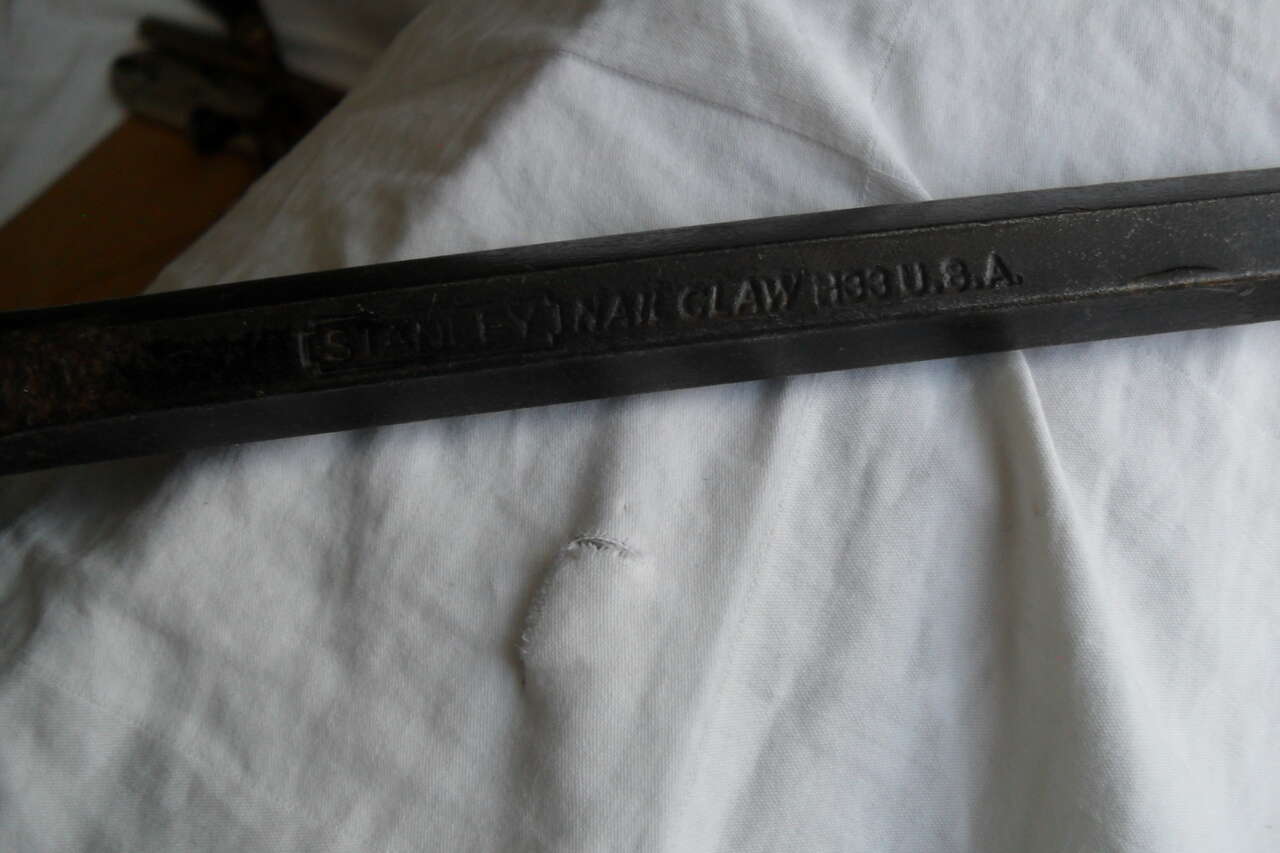 [STANLEY] NAIL CLAW H33 U.S.A.